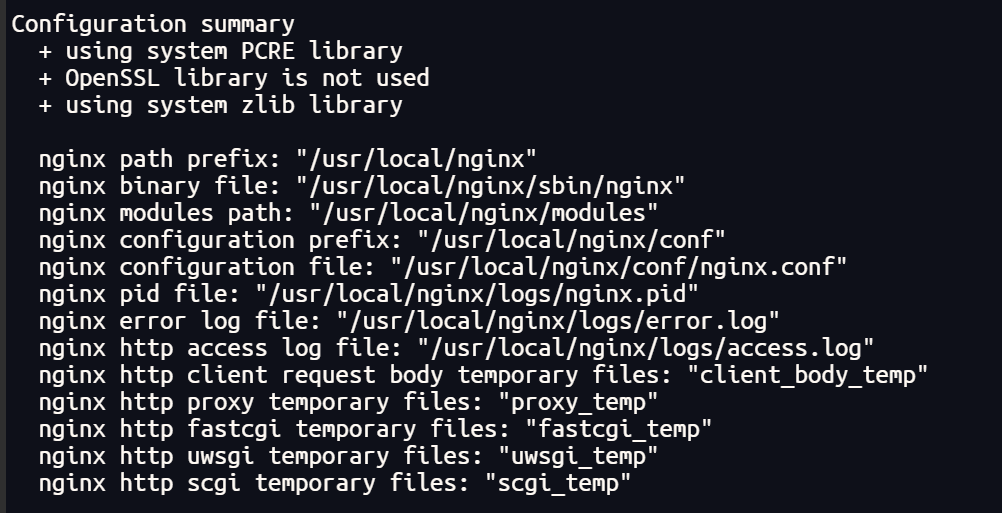 Configuration summary
+ using system PCRE library
+ OpenSSL library is not used
+ using system zlib library
nginx path prefix: "/usr/local/nginx"
nginx binary file: "/usr/local/nginx/sbin/nginx"
nginx modules path: "/usr/local/nginx/modules"
nginx configuration prefix: "/usr/local/nginx/conf"
nginx configuration file: "/usr/local/nginx/conf/nginx.conf"
nginx pid file: "/usr/local/nginx/logs/nginx.pid"
nginx error log file: "/usr/local/nginx/logs/error.log"
nginx http access log file: "/usr/local/nginx/logs/access.log"
nginx http client request body temporary files: "client_body_temp"
nginx http proxy temporary files: "proxy_temp"
nginx http fastcgi temporary files: "fastcgi_temp"
nginx http uwsgi temporary files: "uwsgi_temp"
nginx http scgi temporary files: "scgi_temp"